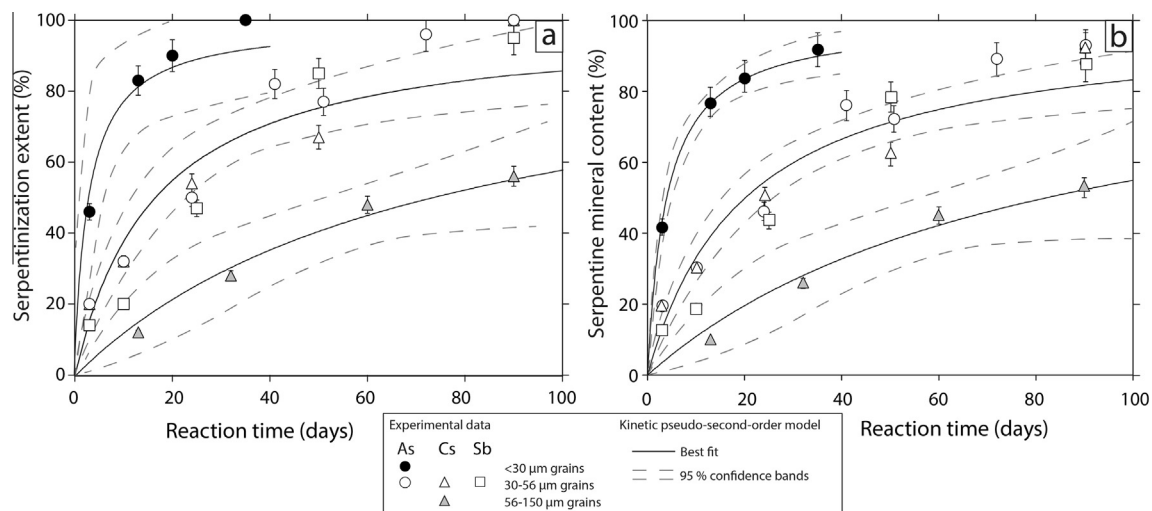 100
80
60
40
20
0
Serpentinization extent (%)
a
0 20 40 60 80 100
Reaction time (days)
100
80
60
40
20
0
Serpentine mineral content (%)
b
0 20 40 60 80 100
Reaction time (days)
Experimental data
As Cs Sb
<30 μm grains
30-56 μm grains
56-150 μm grains
Kinetic pseudo-second-order model
Best fit
95 % confidence bands